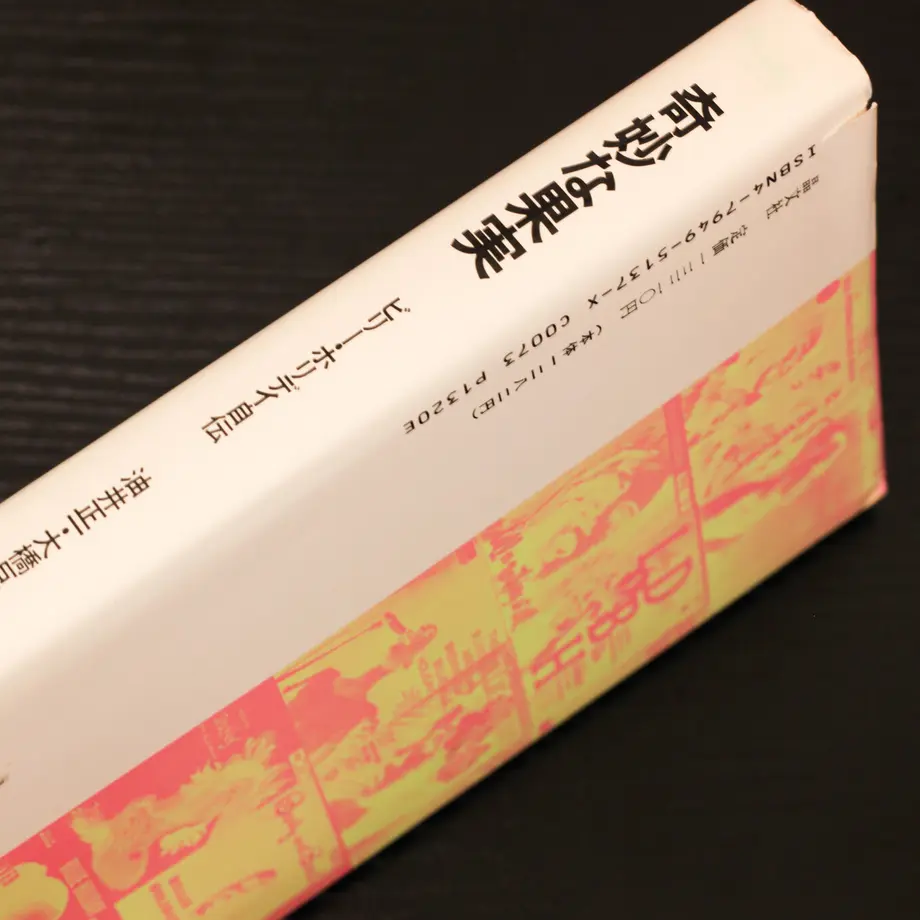 奇妙な果実
ビリー・ホリデイ自伝
油井正一・大橋
ISBN4-7949-5137-X C0073 P1320E
晶文社 定価一三二〇円(本体一二八二円)